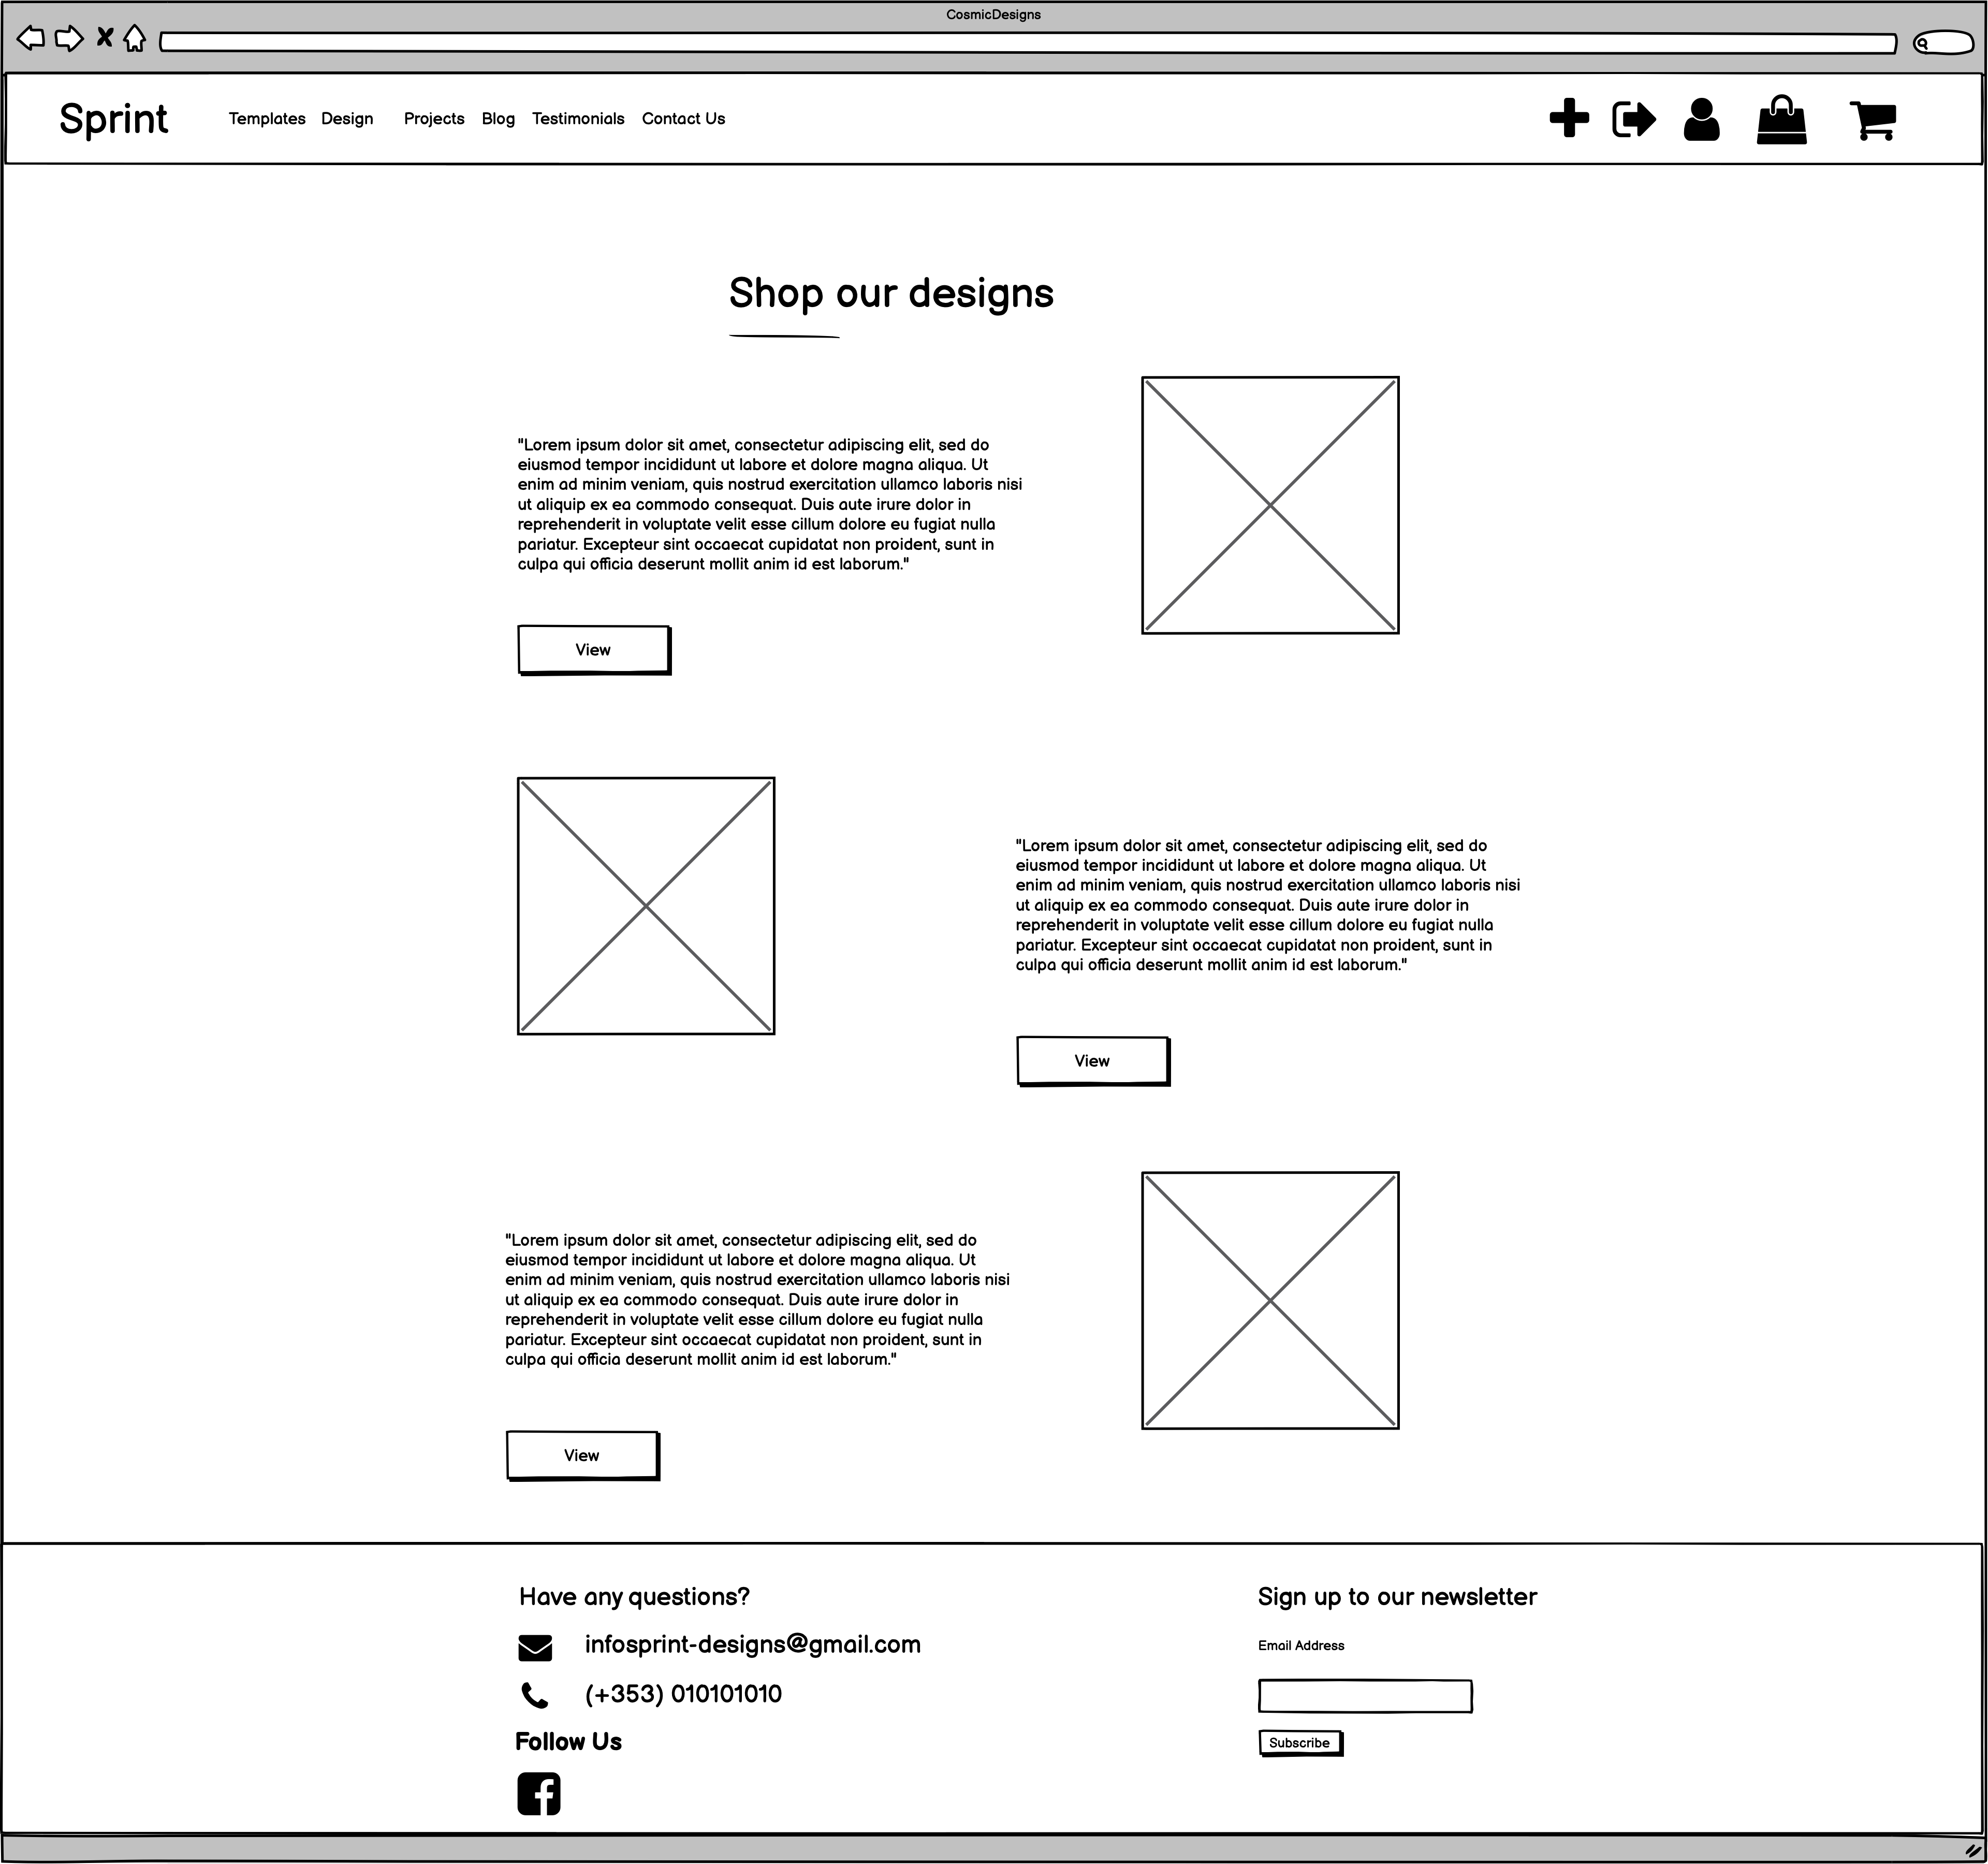 CosmicDesigns
Sprint Templates Design Projects Blog Testimonials Contact Us
Shop our designs
"Lorem ipsum dolor sit amet, consectetur adipiscing elit, sed do
eiusmod tempor incididunt ut labore et dolore magna aliqua. Ut
enim ad minim veniam, quis nostrud exercitation ullamco laboris nisi
ut aliquip ex ea commodo consequat. Duis aute irure dolor in
reprehenderit in voluptate velit esse cillum dolore eu fugiat nulla
pariatur. Excepteur sint occaecat cupidatat non proident, sunt in
culpa qui officia deserunt mollit anim id est laborum."
View
"Lorem ipsum dolor sit amet, consectetur adipiscing elit, sed do
eiusmod tempor incididunt ut labore et dolore magna aliqua. Ut
enim ad minim veniam, quis nostrud exercitation ullamco laboris nisi
ut aliquip ex ea commodo consequat. Duis aute irure dolor in
reprehenderit in voluptate velit esse cillum dolore eu fugiat nulla
pariatur. Excepteur sint occaecat cupidatat non proident, sunt in
culpa qui officia deserunt mollit anim id est laborum."
View
"Lorem ipsum dolor sit amet, consectetur adipiscing elit, sed do
eiusmod tempor incididunt ut labore et dolore magna aliqua. Ut
enim ad minim veniam, quis nostrud exercitation ullamco laboris nisi
ut aliquip ex ea commodo consequat. Duis aute irure dolor in
reprehenderit in voluptate velit esse cillum dolore eu fugiat nulla
pariatur. Excepteur sint occaecat cupidatat non proident, sunt in
culpa qui officia deserunt mollit anim id est laborum."
View
Have any questions?
infosprint-designs@gmail.com
(+353) 010101010
Follow Us
Sign up to our newsletter
Email Address
Subscribe